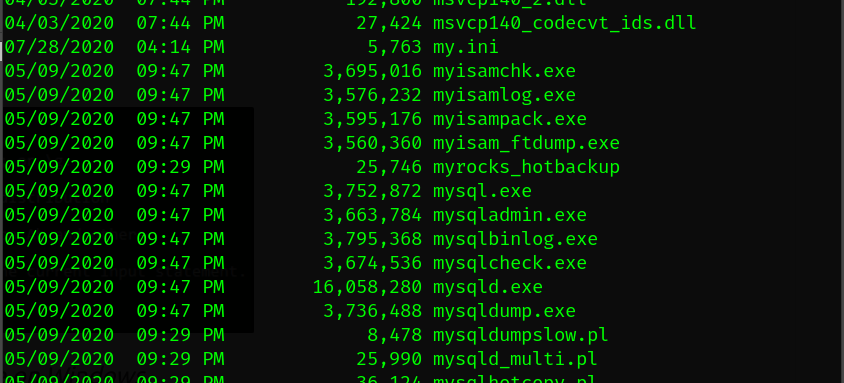 04/03/2020  07:44 PM           192,800 msvcp140_2.dll
04/03/2020  07:44 PM            27,424 msvcp140_codecvt_ids.dll
07/28/2020  04:14 PM             5,763 my.ini
05/09/2020  09:47 PM         3,695,016 myisamchk.exe
05/09/2020  09:47 PM         3,576,232 myisamlog.exe
05/09/2020  09:47 PM         3,595,176 myisampack.exe
05/09/2020  09:47 PM         3,560,360 myisam_ftdump.exe
05/09/2020  09:29 PM            25,746 myrocks_hotbackup
05/09/2020  09:47 PM         3,752,872 mysql.exe
05/09/2020  09:47 PM         3,663,784 mysqladmin.exe
05/09/2020  09:47 PM         3,795,368 mysqlbinlog.exe
05/09/2020  09:47 PM         3,674,536 mysqlcheck.exe
05/09/2020  09:47 PM        16,058,280 mysqld.exe
05/09/2020  09:47 PM         3,736,488 mysqldump.exe
05/09/2020  09:29 PM             8,478 mysqldumpslow.pl
05/09/2020  09:29 PM            25,990 mysqld_multi.pl
05/09/2020  09:29 PM            36,124 mysqlhotcopy.pl